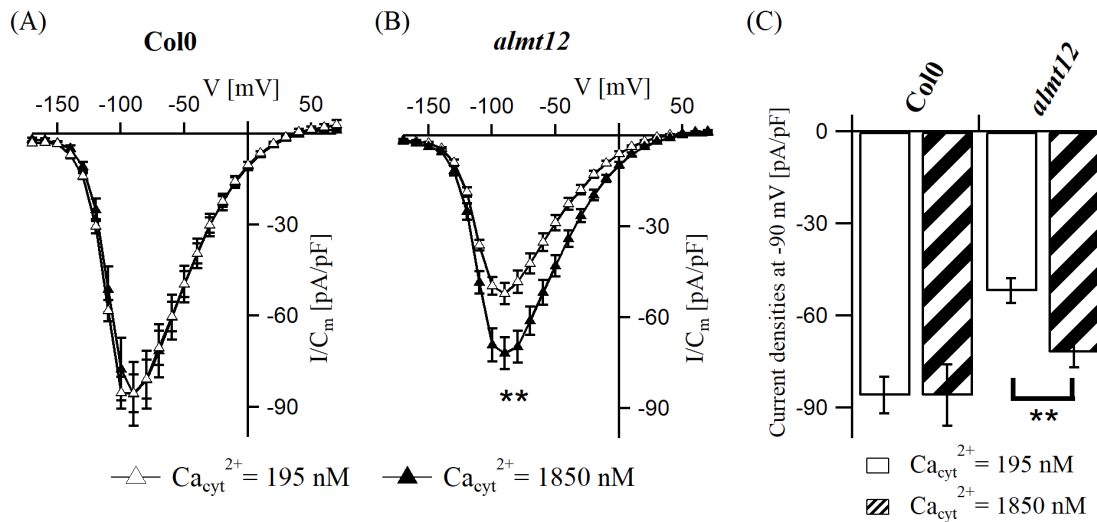 (A)
Col0
V [mV]
-150 -100 -50 50
-30
-60
-90
I/Cm [pA/pF]
(B)
almt12
V [mV]
-150 -100 -50 0 50
-30
-60
-90
I/Cm [pA/pF]
**
Cacyt2+= 195 nM
Cacyt2+= 1850 nM
(C)
Col0
almt12
Current densities at -90 mV [pA/pF]
0
-30
-60
-90
**
Cacyt2+= 195 nM
Cacyt2+= 1850 nM